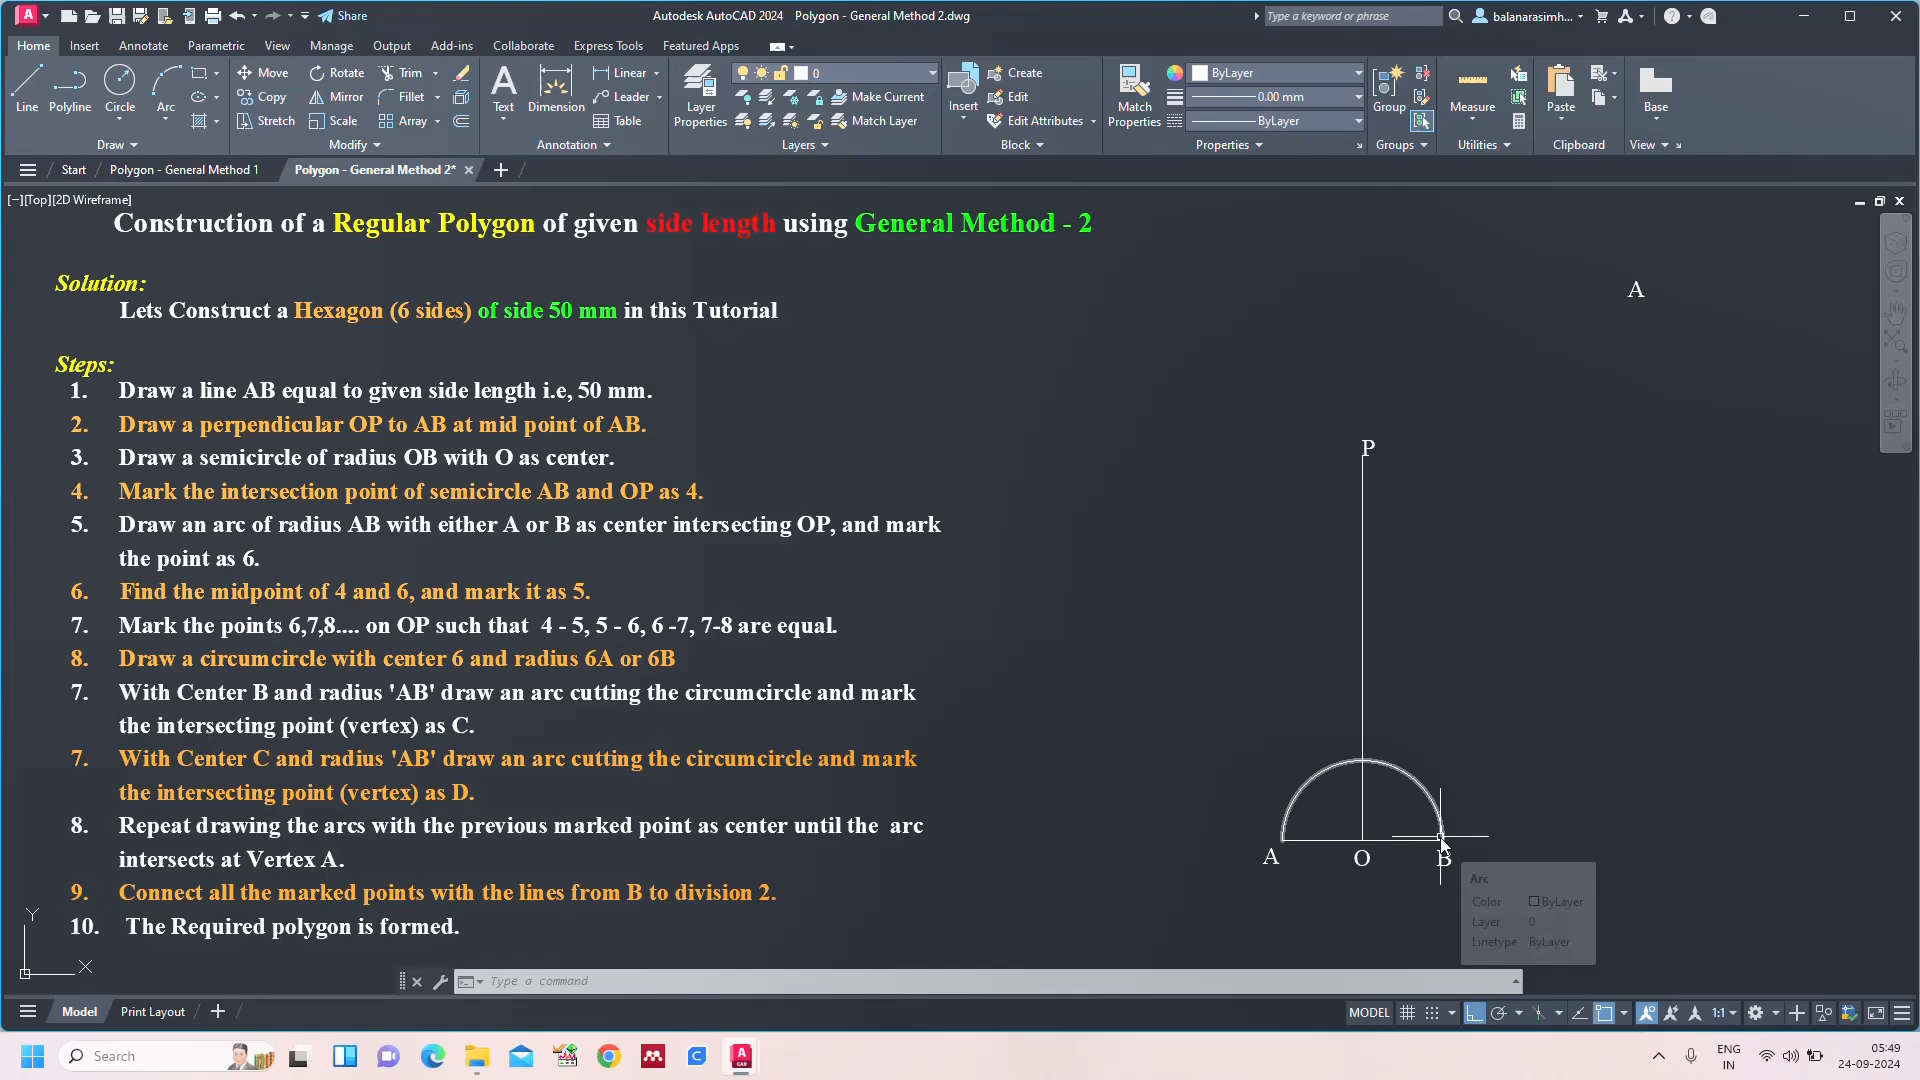 Share
Autodesk AutoCAD 2024 Polygon - General Method 2.dwg
Type a keyword or phrase
balanarasimh...
Home Insert Annotate Parametric View Manage Output Add-ins Collaborate Express Tools Featured Apps
Move Rotate Trim
Linear
0
Create
ByLayer
Copy Mirror Fillet
Leader
Make Current
Edit
0.00 mm
Line Polyline Circle Arc
Text Dimension
Layer Properties
Insert
Match Properties
Group
Measure
Paste
Base
Stretch Scale Array
Table
Match Layer
Edit Attributes
ByLayer
Draw Modify Annotation Layers Block Properties Groups Utilities Clipboard View
Start Polygon - General Method 1 Polygon - General Method 2*
[−][Top][2D Wireframe]
Construction of a Regular Polygon of given side length using General Method - 2
Solution:
Lets Construct a Hexagon (6 sides) of side 50 mm in this Tutorial
Steps:
1. Draw a line AB equal to given side length i.e, 50 mm.
2. Draw a perpendicular OP to AB at mid point of AB.
3. Draw a semicircle of radius OB with O as center.
4. Mark the intersection point of semicircle AB and OP as 4.
5. Draw an arc of radius AB with either A or B as center intersecting OP, and mark
the point as 6.
6. Find the midpoint of 4 and 6, and mark it as 5.
7. Mark the points 6,7,8.... on OP such that 4 - 5, 5 - 6, 6 -7, 7-8 are equal.
8. Draw a circumcircle with center 6 and radius 6A or 6B
7. With Center B and radius 'AB' draw an arc cutting the circumcircle and mark
the intersecting point (vertex) as C.
7. With Center C and radius 'AB' draw an arc cutting the circumcircle and mark
the intersecting point (vertex) as D.
8. Repeat drawing the arcs with the previous marked point as center until the arc
intersects at Vertex A.
9. Connect all the marked points with the lines from B to division 2.
10. The Required polygon is formed.
A
P
A O B
Arc
Color ByLayer
Layer 0
Linetype ByLayer
Y
X
Type a command
Model Print Layout
MODEL
1:1
Search
ENG
IN
05:49
24-09-2024